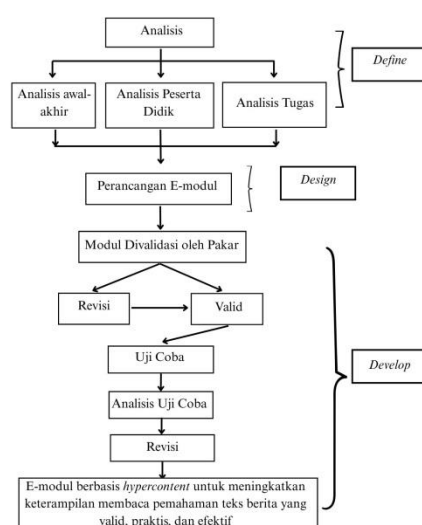 Analisis
Define
Analisis awal-
akhir
Analisis Peserta
Didik
Analisis Tugas
Perancangan E-modul
Design
Modul Divalidasi oleh Pakar
Revisi
Valid
Uji Coba
Develop
Analisis Uji Coba
Revisi
E-modul berbasis hypercontent untuk meningkatkan
keterampilan membaca pemahaman teks berita yang
valid, praktis, dan efektif